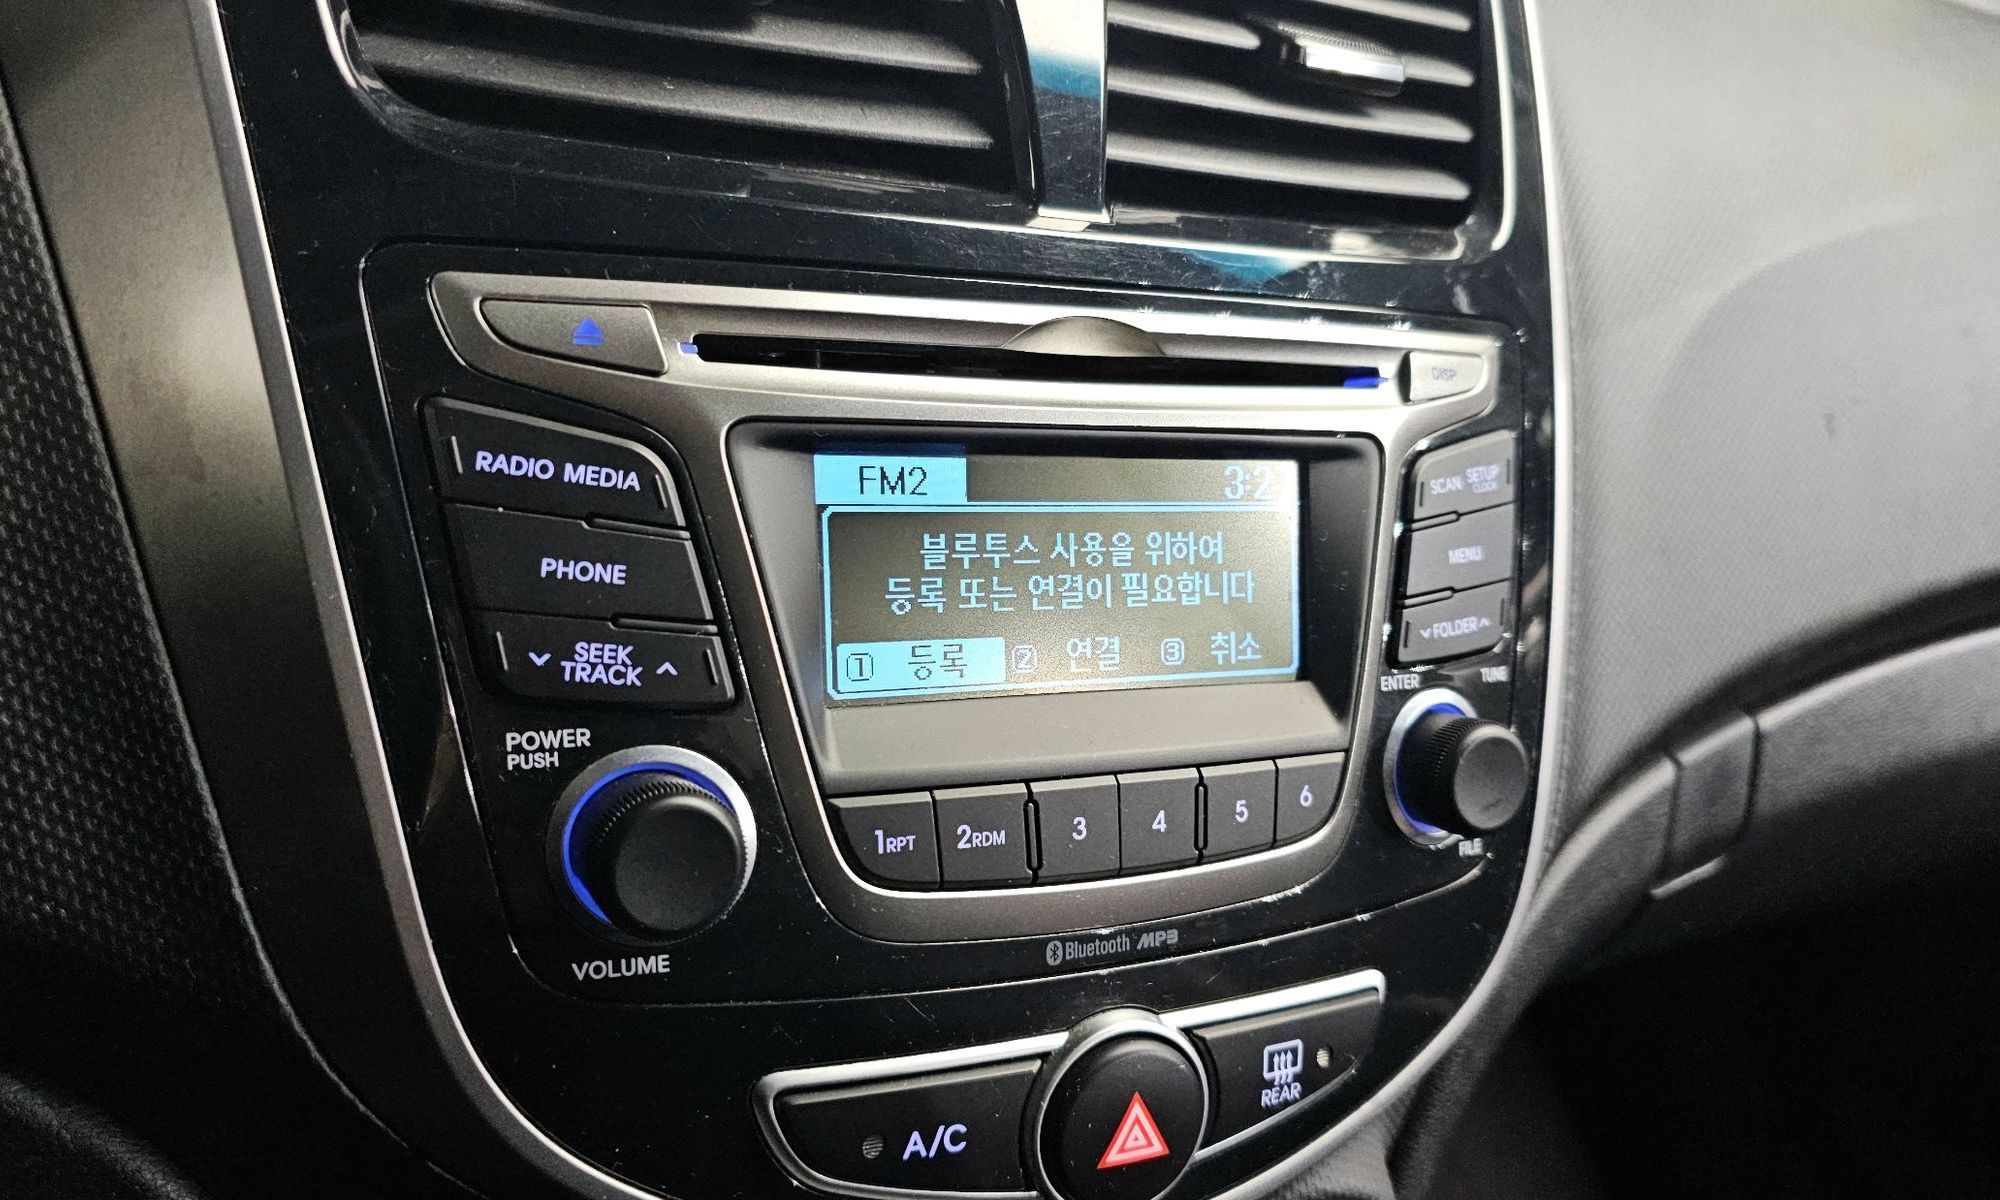 DISP
RADIO MEDIA
FM2
SCAN SETUP
CLOCK
블루투스 사용을 위하여
등록 또는 연결이 필요합니다
PHONE
MENU
SEEK
TRACK
FOLDER
1 등록 2 연결 3 취소
ENTER
TUNE
POWER
PUSH
1RPT 2RDM 3 4 5 6
FILE
Bluetooth MP3
VOLUME
REAR
A/C